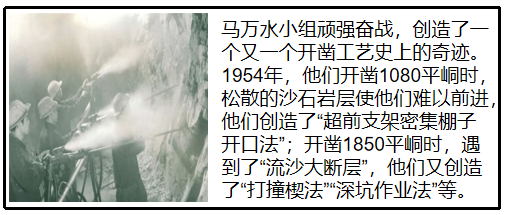 马万水小组顽强奋战，创造了一
个又一个开凿工艺史上的奇迹。
1954年，他们开凿1080平峒时，
松散的沙石岩层使他们难以前进，
他们创造了“超前支架密集棚子
开口法”；开凿1850平峒时，遇
到了“流沙大断层”，他们又创造
了“打撞楔法”“深坑作业法”等。